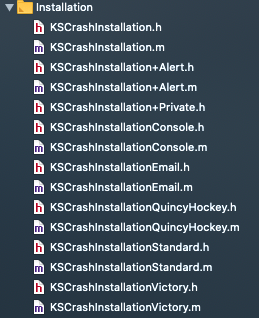 Installation
h KSCrashInstallation.h
m KSCrashInstallation.m
h KSCrashInstallation+Alert.h
m KSCrashInstallation+Alert.m
h KSCrashInstallation+Private.h
h KSCrashInstallationConsole.h
m KSCrashInstallationConsole.m
h KSCrashInstallationEmail.h
m KSCrashInstallationEmail.m
h KSCrashInstallationQuincyHockey.h
m KSCrashInstallationQuincyHockey.m
h KSCrashInstallationStandard.h
m KSCrashInstallationStandard.m
h KSCrashInstallationVictory.h
m KSCrashInstallationVictory.m